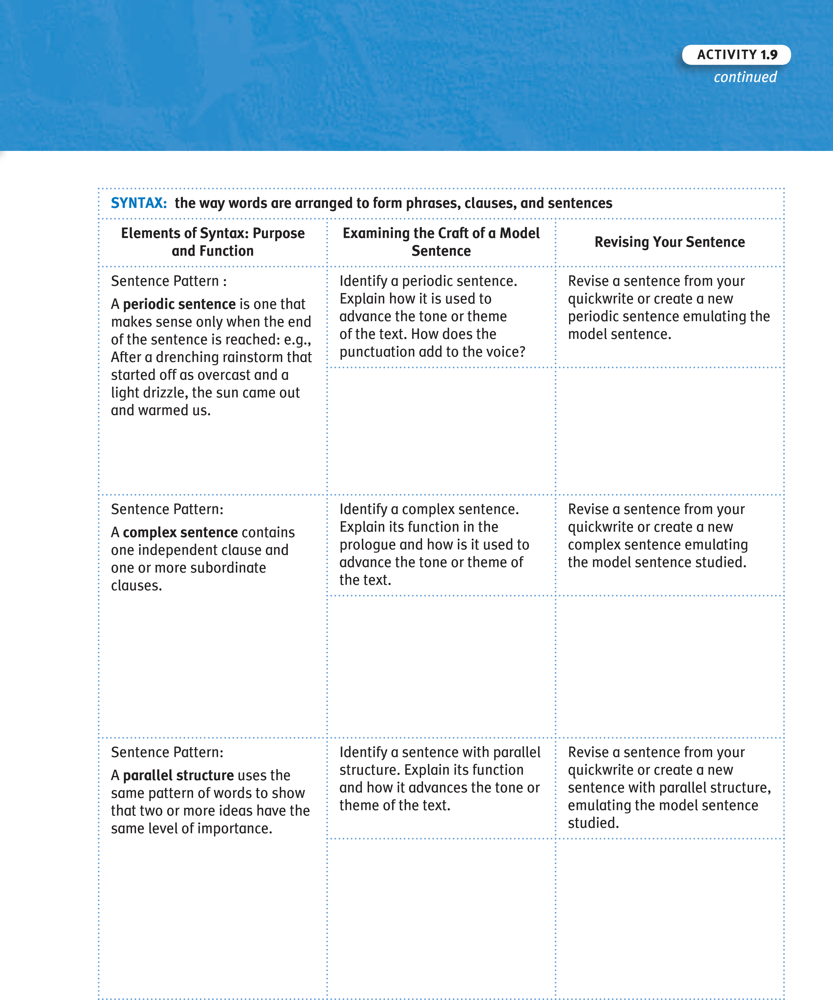 ACTIVITY 1.9
continued
SYNTAX: the way words are arranged to form phrases, clauses, and sentences
Elements of Syntax: Purpose
and Function
Examining the Craft of a Model
Sentence
Revising Your Sentence
Sentence Pattern :
A periodic sentence is one that
makes sense only when the end
of the sentence is reached: e.g.,
After a drenching rainstorm that
started off as overcast and a
light drizzle, the sun came out
and warmed us.
Identify a periodic sentence.
Explain how it is used to
advance the tone or theme
of the text. How does the
punctuation add to the voice?
Revise a sentence from your
quickwrite or create a new
periodic sentence emulating the
model sentence.
Sentence Pattern:
A complex sentence contains
one independent clause and
one or more subordinate
clauses.
Identify a complex sentence.
Explain its function in the
prologue and how is it used to
advance the tone or theme of
the text.
Revise a sentence from your
quickwrite or create a new
complex sentence emulating
the model sentence studied.
Sentence Pattern:
A parallel structure uses the
same pattern of words to show
that two or more ideas have the
same level of importance.
Identify a sentence with parallel
structure. Explain its function
and how it advances the tone or
theme of the text.
Revise a sentence from your
quickwrite or create a new
sentence with parallel structure,
emulating the model sentence
studied.